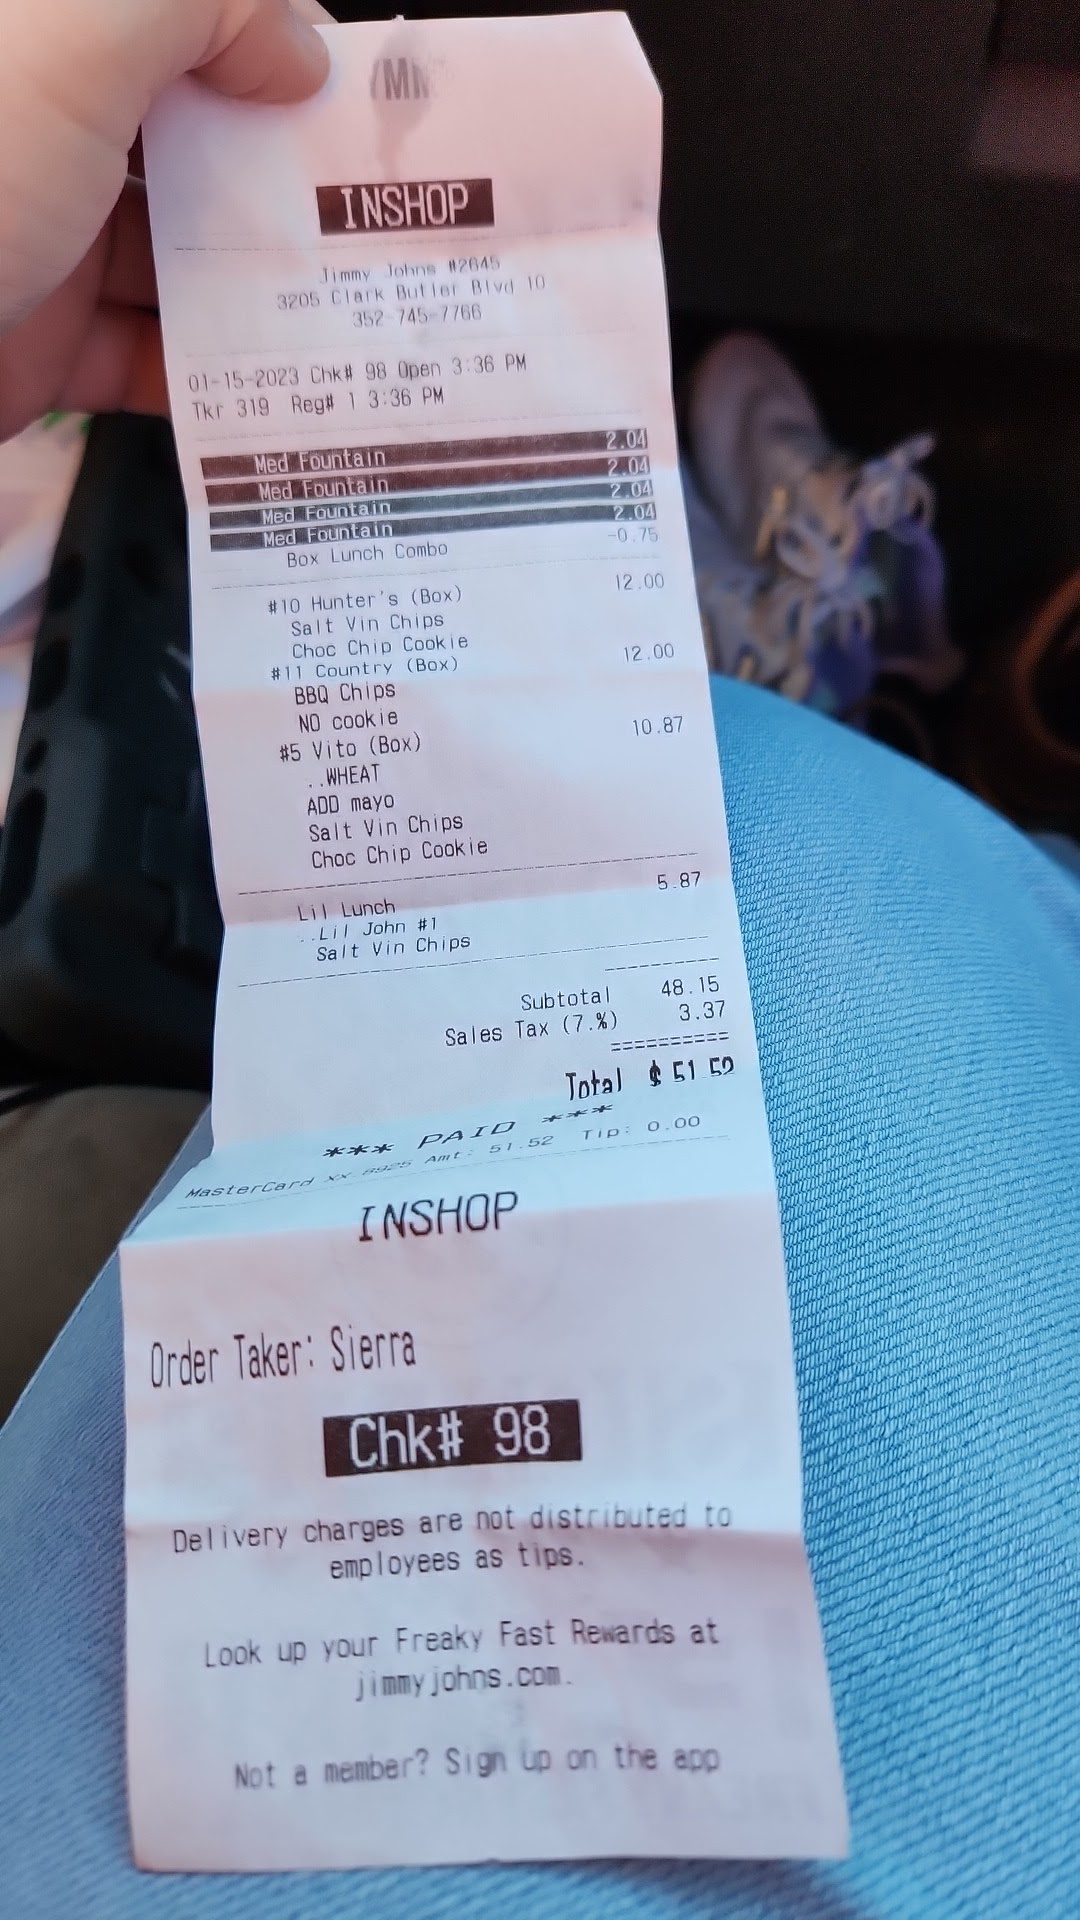 INSHOP
Jimmy Johns #2645
3205 Clark Butler Blvd 10
352-745-7766
01-15-2023 Chk# 98 Open 3:36 PM
Tkr 319 Reg# 1 3:36 PM
Med Fountain 2.04
Med Fountain 2.04
Med Fountain 2.04
Med Fountain 2.04
Box Lunch Combo -0.75
#10 Hunter's (Box) 12.00
Salt Vin Chips
Choc Chip Cookie
#11 Country (Box) 12.00
BBQ Chips
NO cookie
#5 Vito (Box) 10.87
..WHEAT
ADD mayo
Salt Vin Chips
Choc Chip Cookie
Lil Lunch 5.87
..Lil John #1
Salt Vin Chips
Subtotal 48.15
Sales Tax (7.%) 3.37
==========
Total $ 51.52
*** PAID ***
MasterCard xx 8925 Amt: 51.52 Tip: 0.00
INSHOP
Order Taker: Sierra
Chk# 98
Delivery charges are not distributed to
employees as tips.
Look up your Freaky Fast Rewards at
jimmyjohns.com.
Not a member? Sign up on the app